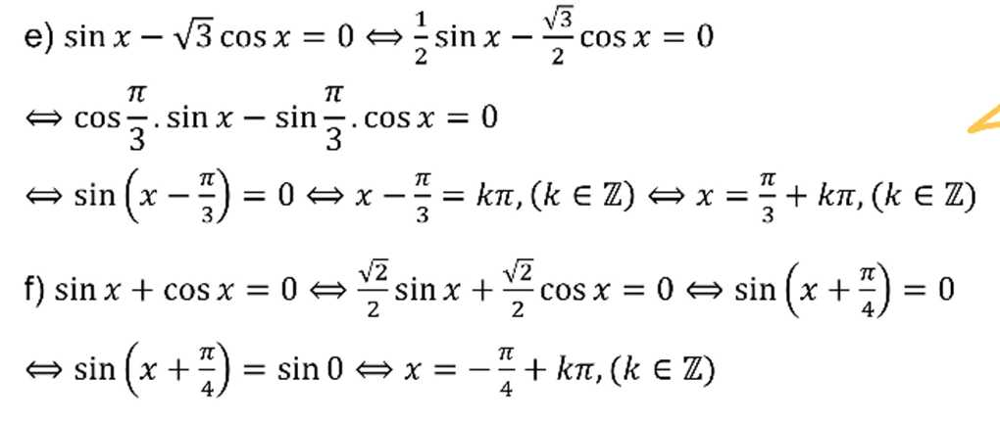 e) sin x − √3 cos x = 0 ⟺ 1/2 sin x − √3/2 cos x = 0
⟺ cos π/3 . sin x − sin π/3 . cos x = 0
⟺ sin (x − π/3) = 0 ⟺ x − π/3 = kπ, (k ∈ ℤ) ⟺ x = π/3 + kπ, (k ∈ ℤ)
f) sin x + cos x = 0 ⟺ √2/2 sin x + √2/2 cos x = 0 ⟺ sin (x + π/4) = 0
⟺ sin (x + π/4) = sin 0 ⟺ x = −π/4 + kπ, (k ∈ ℤ)